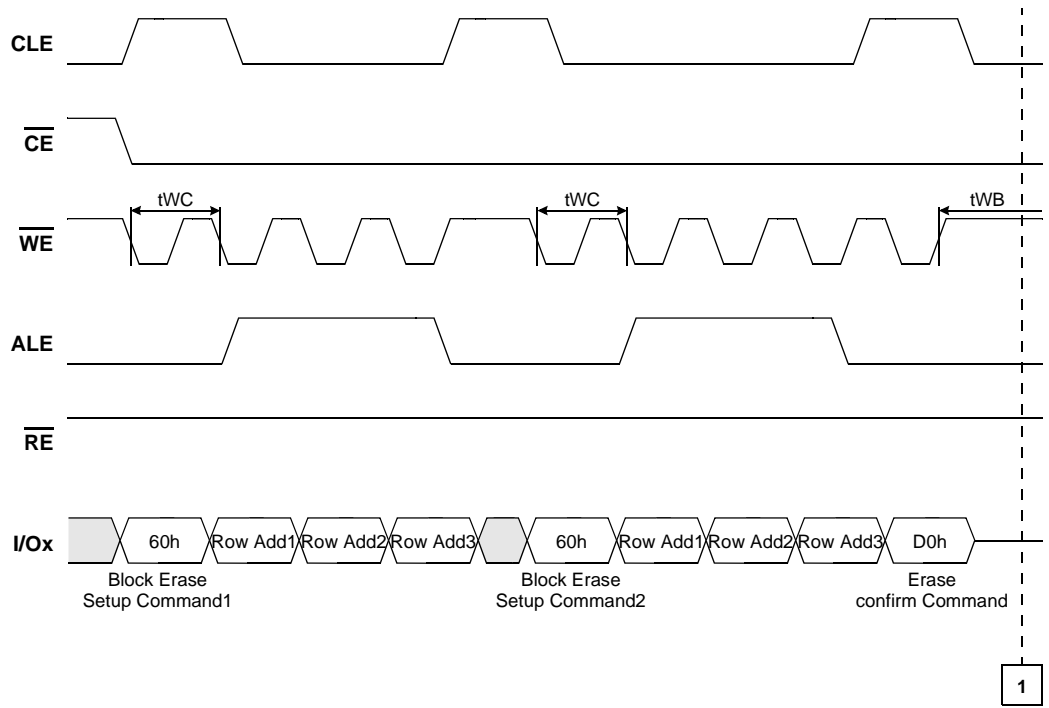 CLE
CE
tWC tWC tWB
WE
ALE
RE
I/Ox 60h Row Add1 Row Add2 Row Add3 60h Row Add1 Row Add2 Row Add3 D0h
Block Erase Block Erase Erase
Setup Command1 Setup Command2 confirm Command
1